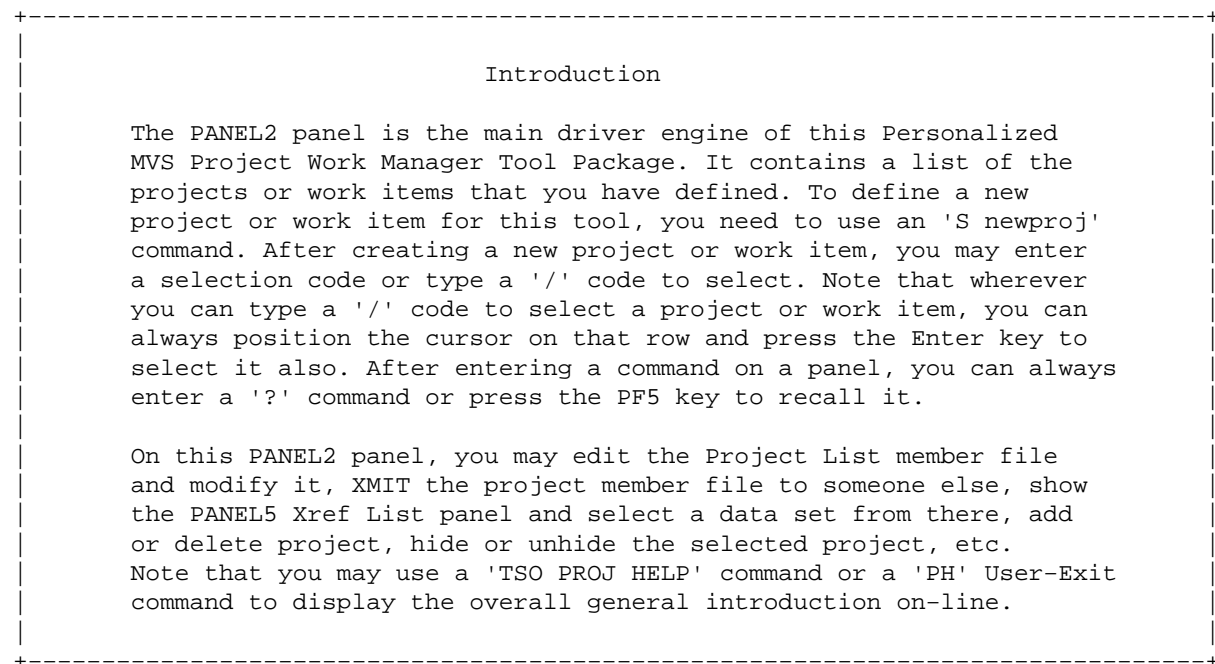 Introduction
The PANEL2 panel is the main driver engine of this Personalized
MVS Project Work Manager Tool Package. It contains a list of the
projects or work items that you have defined. To define a new
project or work item for this tool, you need to use an 'S newproj'
command. After creating a new project or work item, you may enter
a selection code or type a '/' code to select. Note that wherever
you can type a '/' code to select a project or work item, you can
always position the cursor on that row and press the Enter key to
select it also. After entering a command on a panel, you can always
enter a '?' command or press the PF5 key to recall it.
On this PANEL2 panel, you may edit the Project List member file
and modify it, XMIT the project member file to someone else, show
the PANEL5 Xref List panel and select a data set from there, add
or delete project, hide or unhide the selected project, etc.
Note that you may use a 'TSO PROJ HELP' command or a 'PH' User-Exit
command to display the overall general introduction on-line.